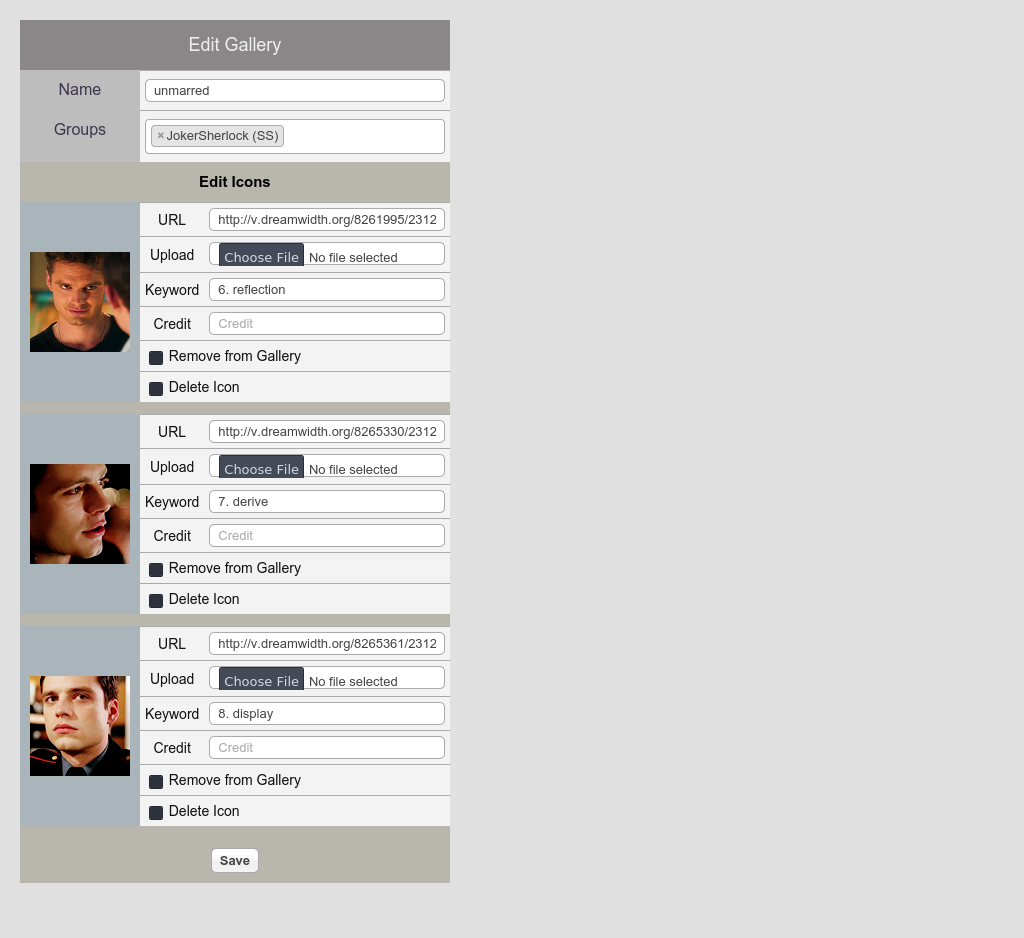 Edit Gallery
Name
unmarred
Groups
× JokerSherlock (SS)
Edit Icons
URL
http://v.dreamwidth.org/8261995/2312
Upload
Choose File No file selected
Keyword
6. reflection
Credit
Credit
Remove from Gallery
Delete Icon
URL
http://v.dreamwidth.org/8265330/2312
Upload
Choose File No file selected
Keyword
7. derive
Credit
Credit
Remove from Gallery
Delete Icon
URL
http://v.dreamwidth.org/8265361/2312
Upload
Choose File No file selected
Keyword
8. display
Credit
Credit
Remove from Gallery
Delete Icon
Save